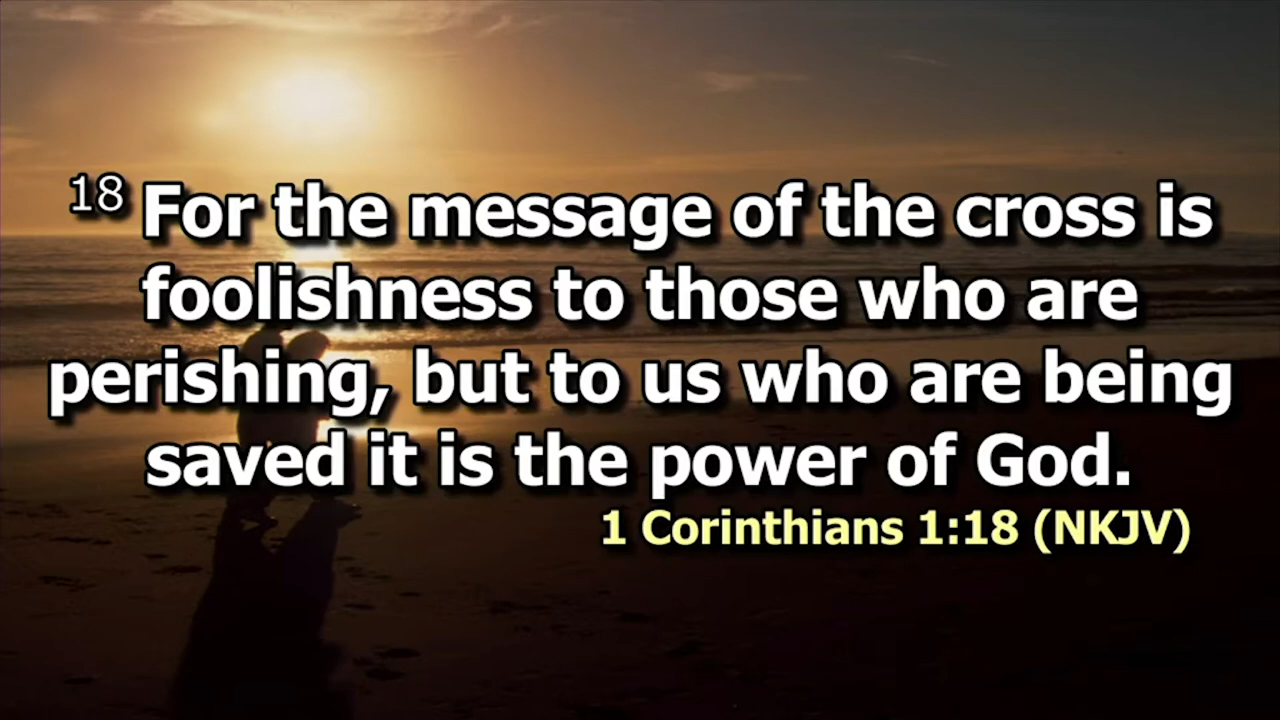 18 For the message of the cross is
foolishness to those who are
perishing, but to us who are being
saved it is the power of God.
1 Corinthians 1:18 (NKJV)